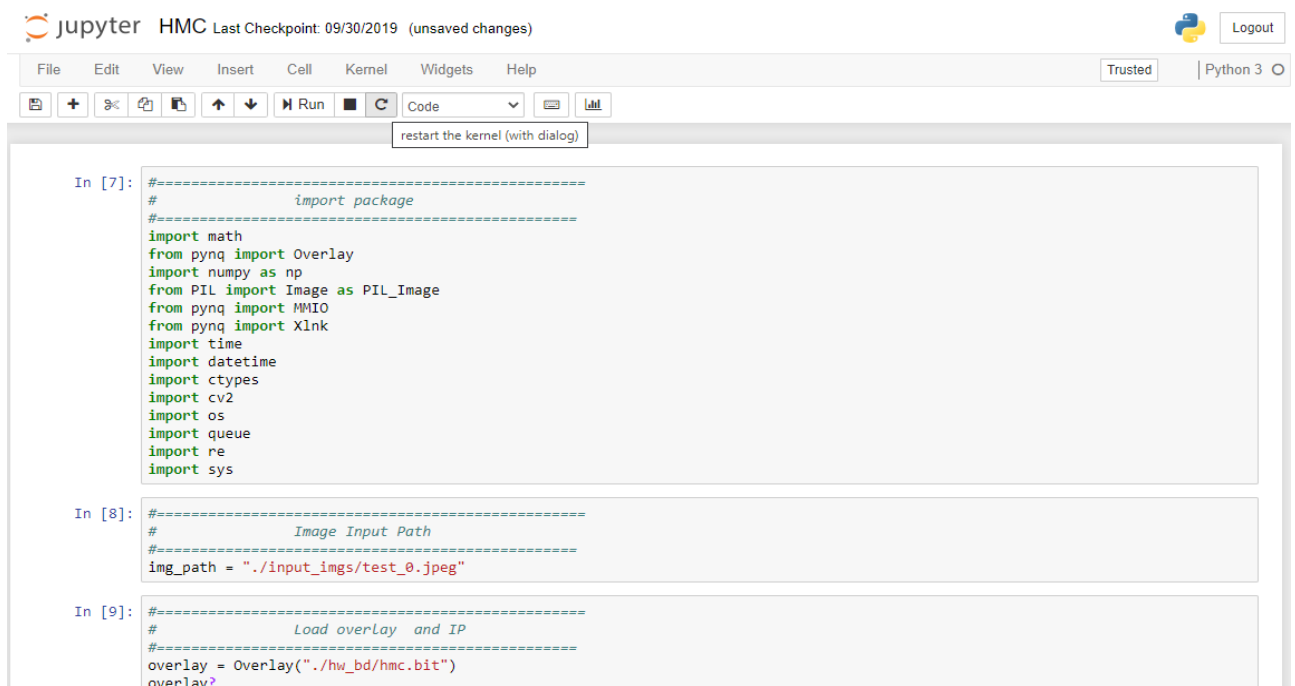 jupyter HMC Last Checkpoint: 09/30/2019 (unsaved changes) Logout
File Edit View Insert Cell Kernel Widgets Help Trusted Python 3
Run Code
restart the kernel (with dialog)
In [7]: #==================================================
# import package
#==================================================
import math
from pynq import Overlay
import numpy as np
from PIL import Image as PIL_Image
from pynq import MMIO
from pynq import Xlnk
import time
import datetime
import ctypes
import cv2
import os
import queue
import re
import sys
In [8]: #==================================================
# Image Input Path
#==================================================
img_path = "./input_imgs/test_0.jpeg"
In [9]: #==================================================
# Load overlay and IP
#==================================================
overlay = Overlay("./hw_bd/hmc.bit")
overlay?